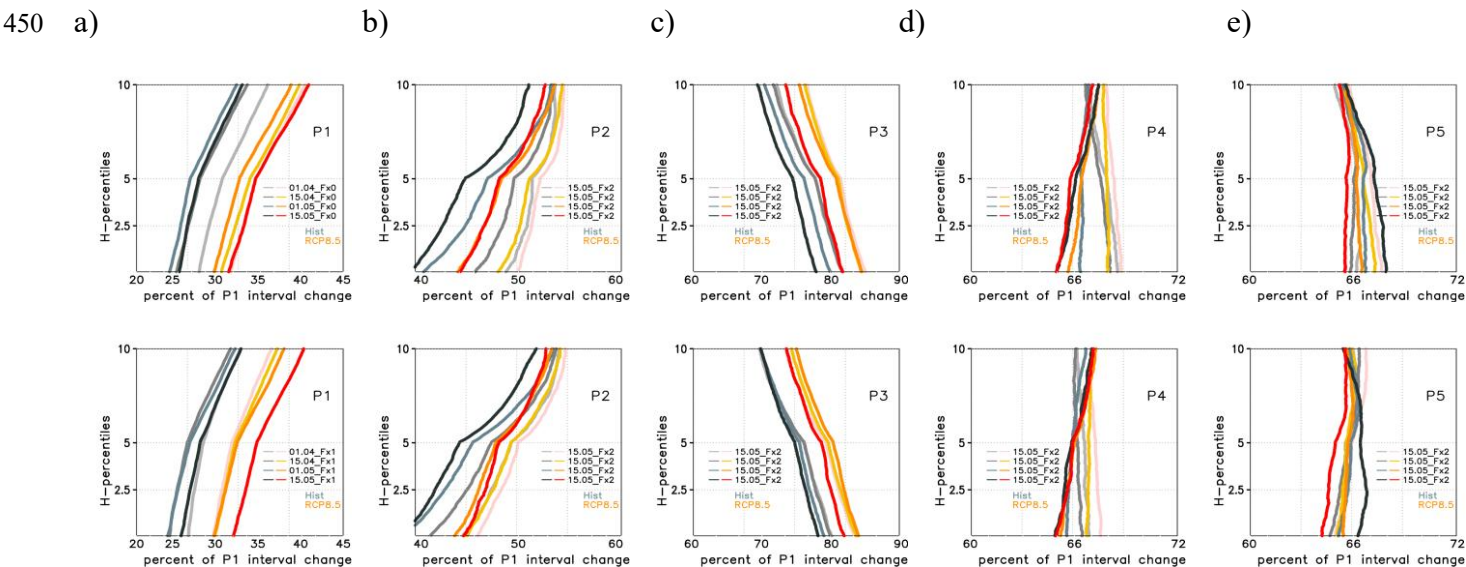 450 a) b) c) d) e)
10 10 10 10 10
P1 P2 P3 P4 P5
H-percentiles H-percentiles H-percentiles H-percentiles H-percentiles
5 5 5 5 5
01.04_Fx0 15.05_Fx2 15.05_Fx2 15.05_Fx2 15.05_Fx2
15.04_Fx0 15.05_Fx2 15.05_Fx2 15.05_Fx2 15.05_Fx2
01.05_Fx0 15.05_Fx2 15.05_Fx2 15.05_Fx2 15.05_Fx2
15.05_Fx0 15.05_Fx2 15.05_Fx2 15.05_Fx2 15.05_Fx2
2.5 2.5 2.5 2.5 2.5
Hist Hist Hist Hist Hist
RCP8.5 RCP8.5 RCP8.5 RCP8.5 RCP8.5
20 25 30 35 45 40 50 60 60 70 80 90 60 66 72 60 66 72
percent of P1 interval change percent of P1 interval change percent of P1 interval change percent of P1 interval change percent of P1 interval change
10 10 10 10 10
P1 P2 P3 P4 P5
H-percentiles H-percentiles H-percentiles H-percentiles H-percentiles
5 5 5 5 5
01.04_Fx1 15.05_Fx2 15.05_Fx2 15.05_Fx2 15.05_Fx2
15.04_Fx1 15.05_Fx2 15.05_Fx2 15.05_Fx2 15.05_Fx2
01.05_Fx1 15.05_Fx2 15.05_Fx2 15.05_Fx2 15.05_Fx2
15.05_Fx1 15.05_Fx2 15.05_Fx2 15.05_Fx2 15.05_Fx2
2.5 2.5 2.5 2.5 2.5
Hist Hist Hist Hist Hist
RCP8.5 RCP8.5 RCP8.5 RCP8.5 RCP8.5
20 25 30 35 45 40 50 60 60 70 80 90 60 66 72 60 66 72
percent of P1 interval change percent of P1 interval change percent of P1 interval change percent of P1 interval change percent of P1 interval change